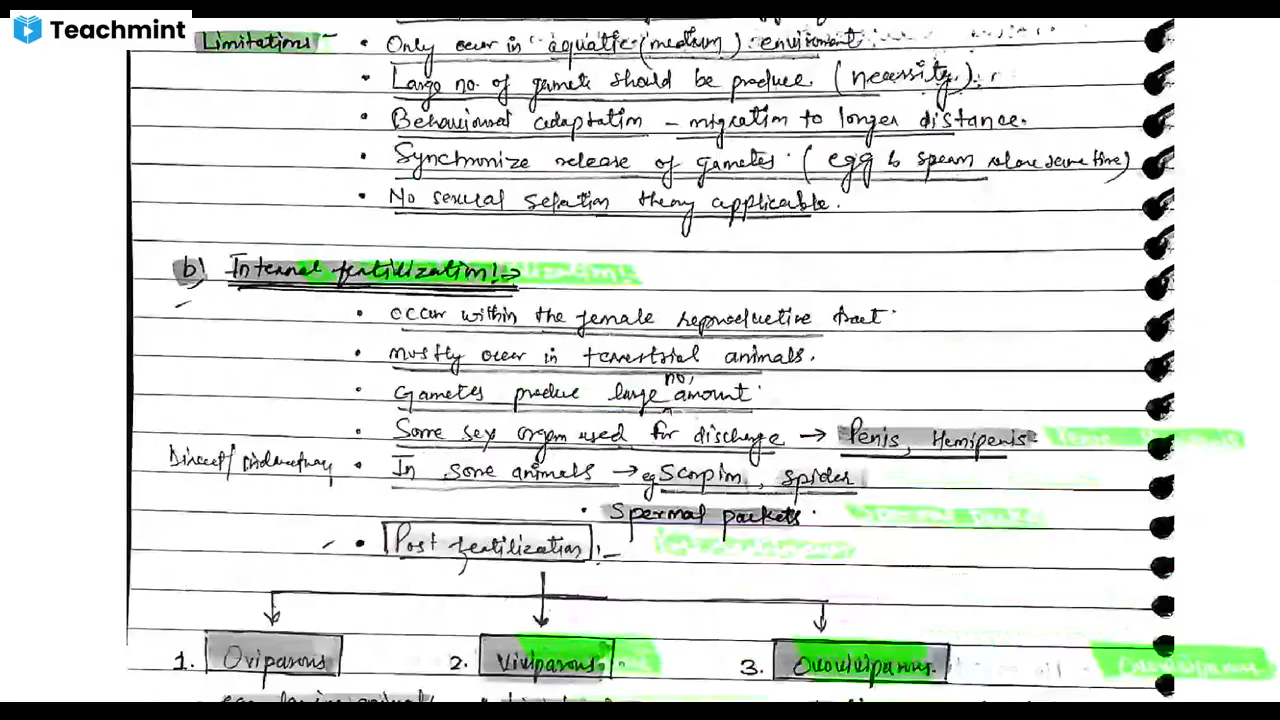 Teachmint
Limitations -
• Only occur in aquatic (medium) enviroment
• Large no. of gamete should be produce. (necessity).
• Behavioural adaptation - migration to longer distance.
• Synchronize release of gametes. (egg & sperm release same time)
• No sexual selation theory applicable.
b) Internal fertilization :->
• occur within the female reproductive tract.
• mostly occur in terrestrial animals.
• Gametes produce large no. amount.
• Some sex organ used for discharge → Penis, Hemipenis.
Direct/
• In some animals → eg Scorpion, spider
• Spermal packets.
• Post fertilization :-
1. Oviparous 2. Viviparous. 3. Ovoviviparous.